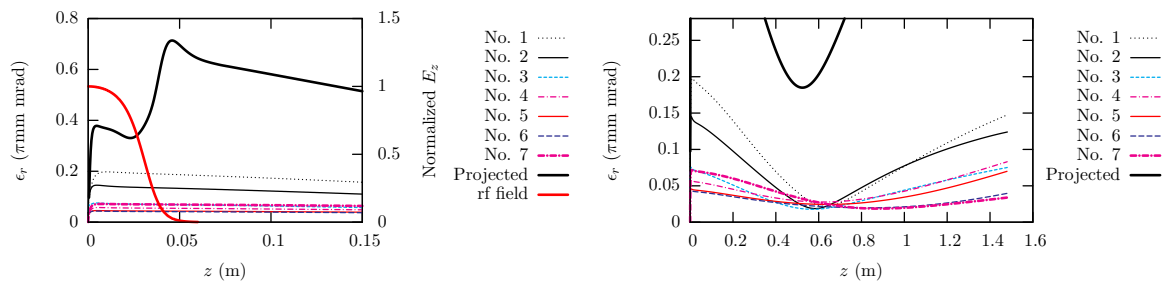 0.8
0.6
0.4
0.2
0
ϵr (πmm mrad)
0
0.05
0.1
0.15
z (m)
1.5
1
0.5
0
Normalized Ez
No. 1
No. 2
No. 3
No. 4
No. 5
No. 6
No. 7
Projected
rf field
0.25
0.2
0.15
0.1
0.05
0
ϵr (πmm mrad)
0
0.2
0.4
0.6
0.8
1
1.2
1.4
1.6
z (m)
No. 1
No. 2
No. 3
No. 4
No. 5
No. 6
No. 7
Projected